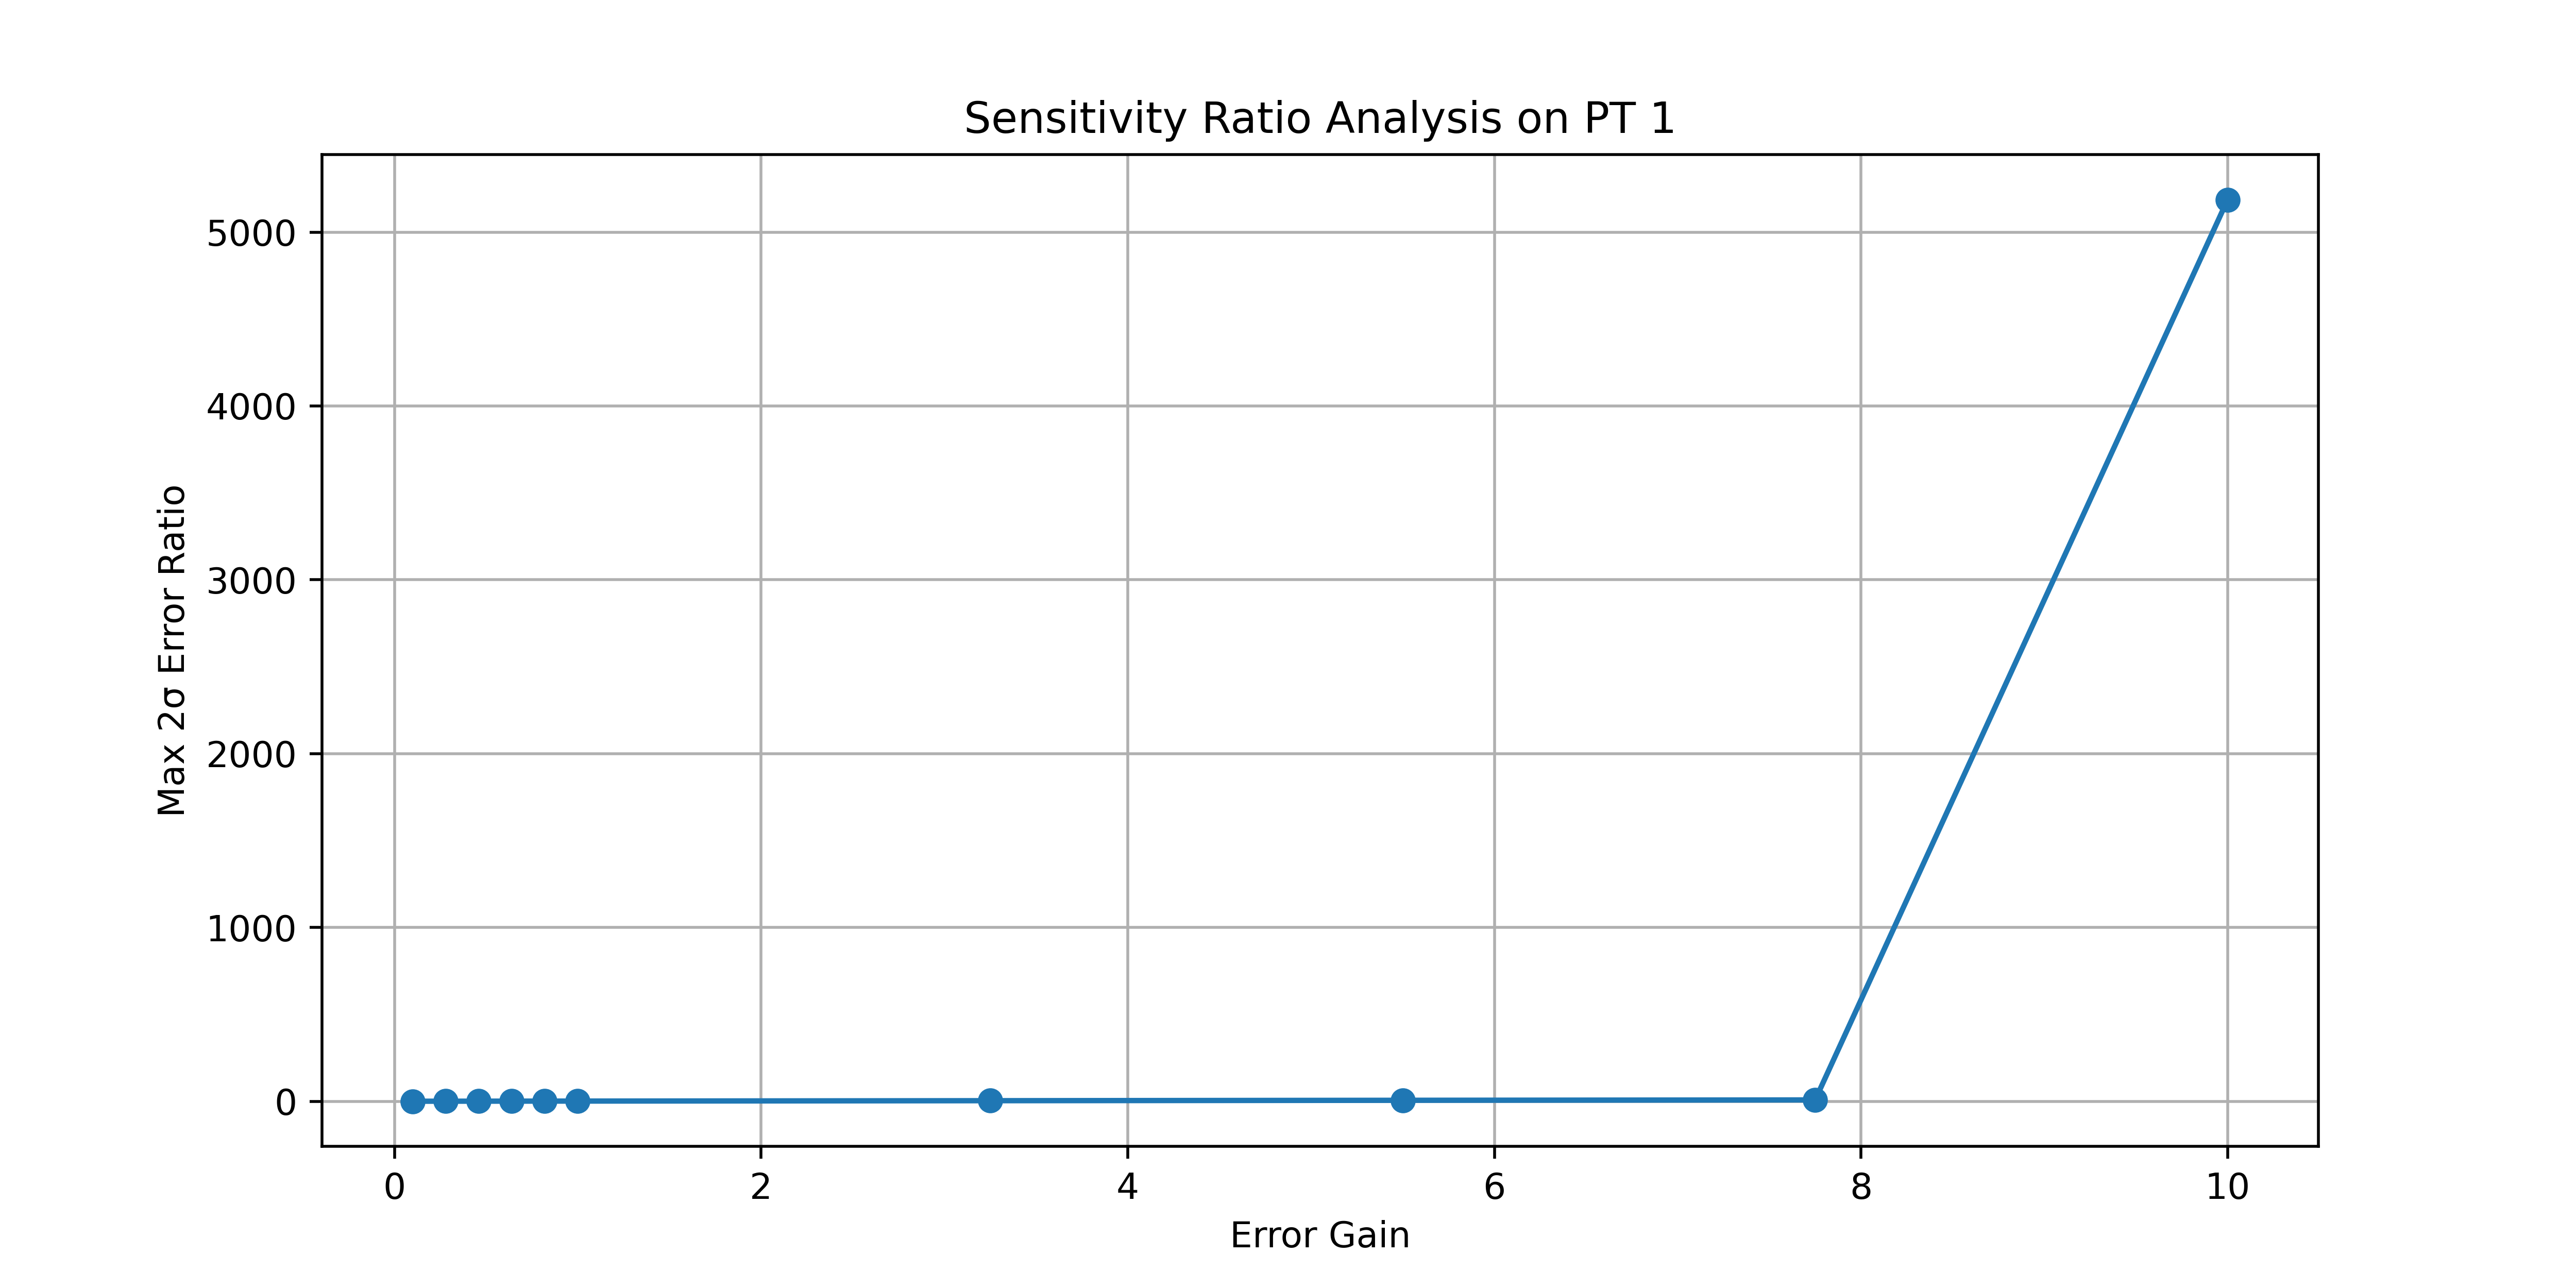 Sensitivity Ratio Analysis on PT 1
Max 2σ Error Ratio
5000
4000
3000
2000
1000
0
0 2 4 6 8 10
Error Gain